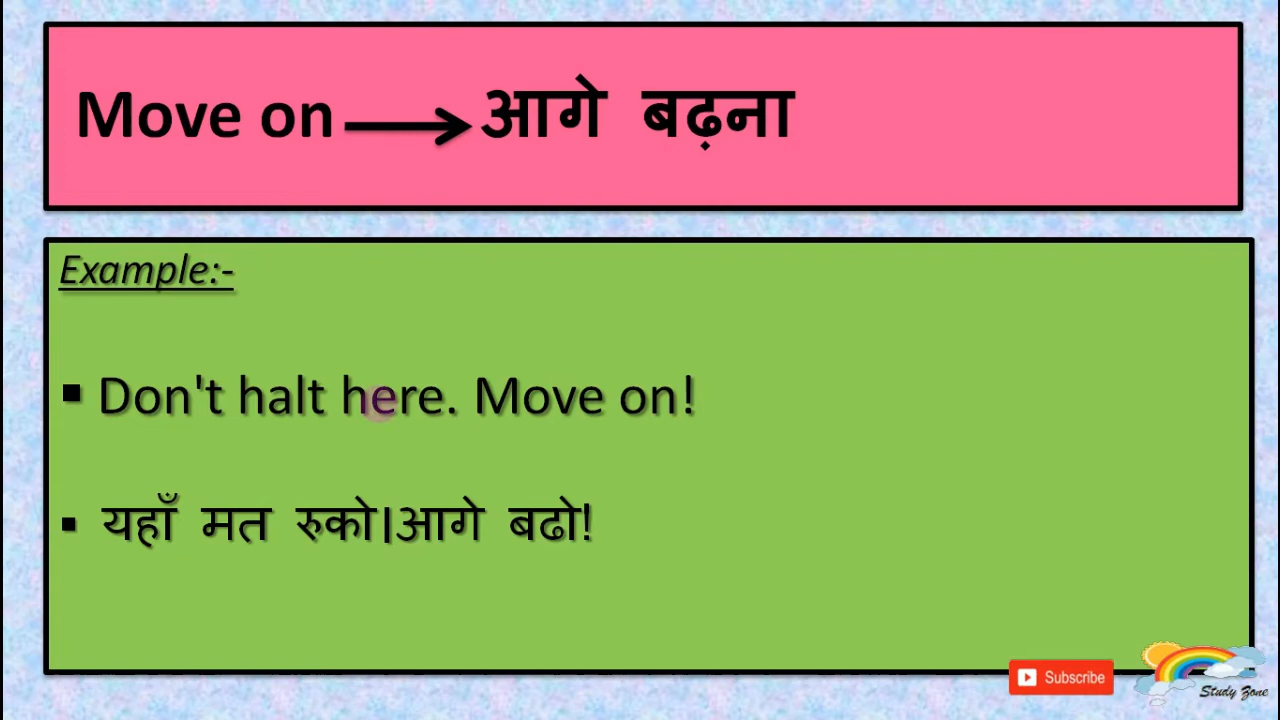 Move on → आगे बढ़ना
Example:-
▪ Don't halt here. Move on!
▪ यहाँ मत रुको।आगे बढो!
Subscribe
Study Zone